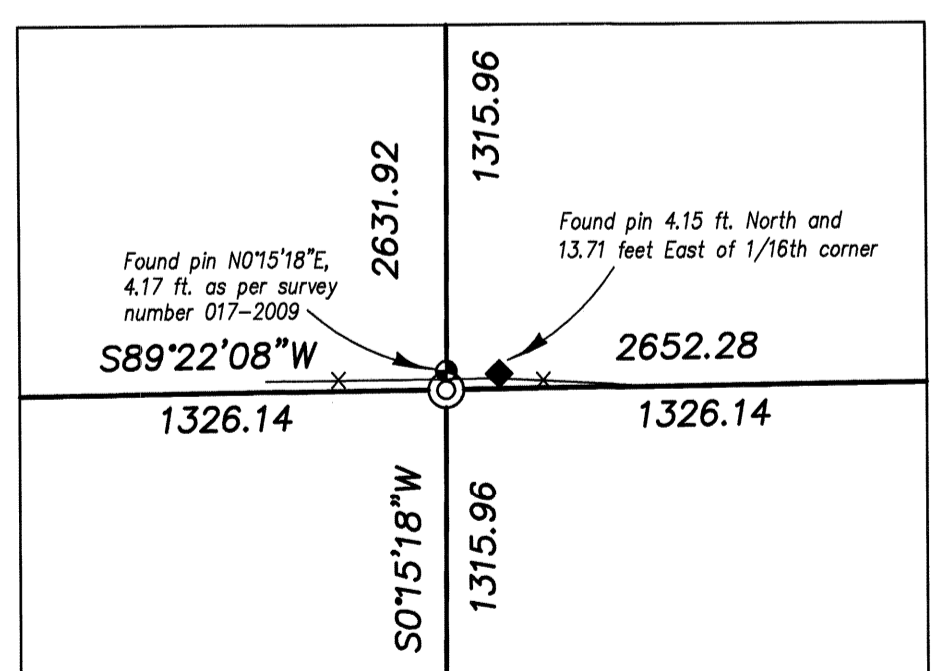 1315.96
2631.92
Found pin 4.15 ft. North and
13.71 feet East of 1/16th corner
Found pin N0°15'18"E,
4.17 ft. as per survey
number 017-2009
S89°22'08"W
2652.28
1326.14
1326.14
S0°15'18"W
1315.96